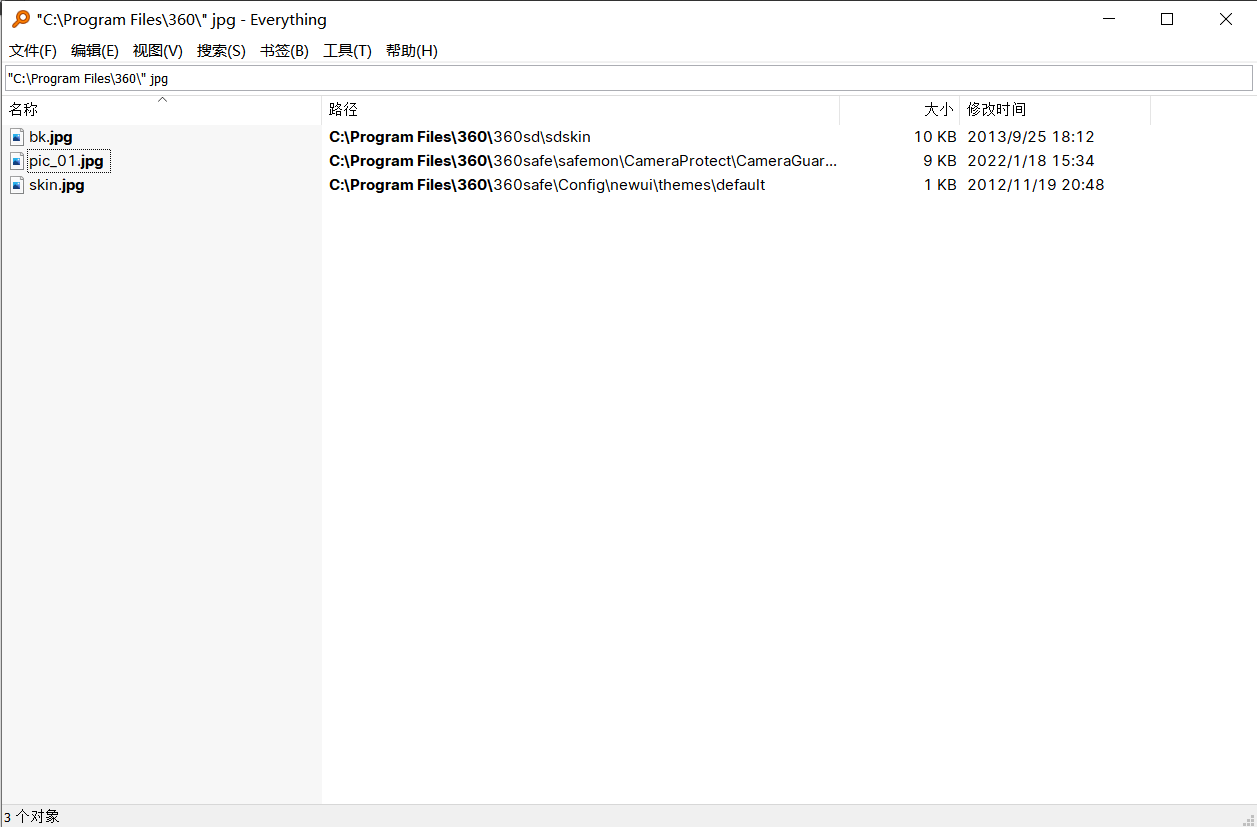 "C:\Program Files\360\" jpg - Everything
文件(F) 编辑(E) 视图(V) 搜索(S) 书签(B) 工具(T) 帮助(H)
"C:\Program Files\360\" jpg
名称 路径 大小 修改时间
bk.jpg C:\Program Files\360\360sd\sdskin 10 KB 2013/9/25 18:12
pic_01.jpg C:\Program Files\360\360safe\safemon\CameraProtect\CameraGuar... 9 KB 2022/1/18 15:34
skin.jpg C:\Program Files\360\360safe\Config\newui\themes\default 1 KB 2012/11/19 20:48
3 个对象